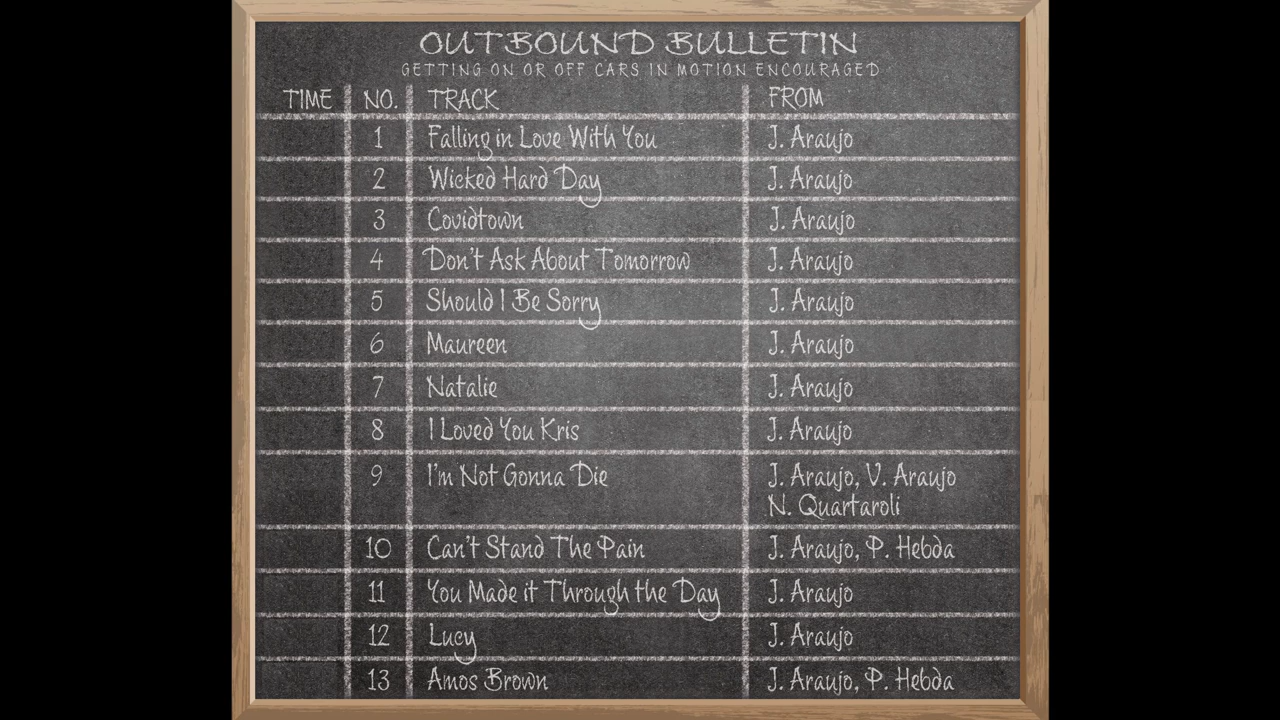 OUTBOUND BULLETIN
GETTING ON OR OFF CARS IN MOTION ENCOURAGED
TIME NO. TRACK FROM
1 Falling in Love With You J. Araujo
2 Wicked Hard Day J. Araujo
3 Covidtown J. Araujo
4 Don't Ask About Tomorrow J. Araujo
5 Should I Be Sorry J. Araujo
6 Maureen J. Araujo
7 Natalie J. Araujo
8 I Loved You Kris J. Araujo
9 I'm Not Gonna Die J. Araujo, V. Araujo
N. Quartaroli
10 Can't Stand The Pain J. Araujo, P. Hebda
11 You Made it Through the Day J. Araujo
12 Lucy J. Araujo
13 Amos Brown J. Araujo, P. Hebda